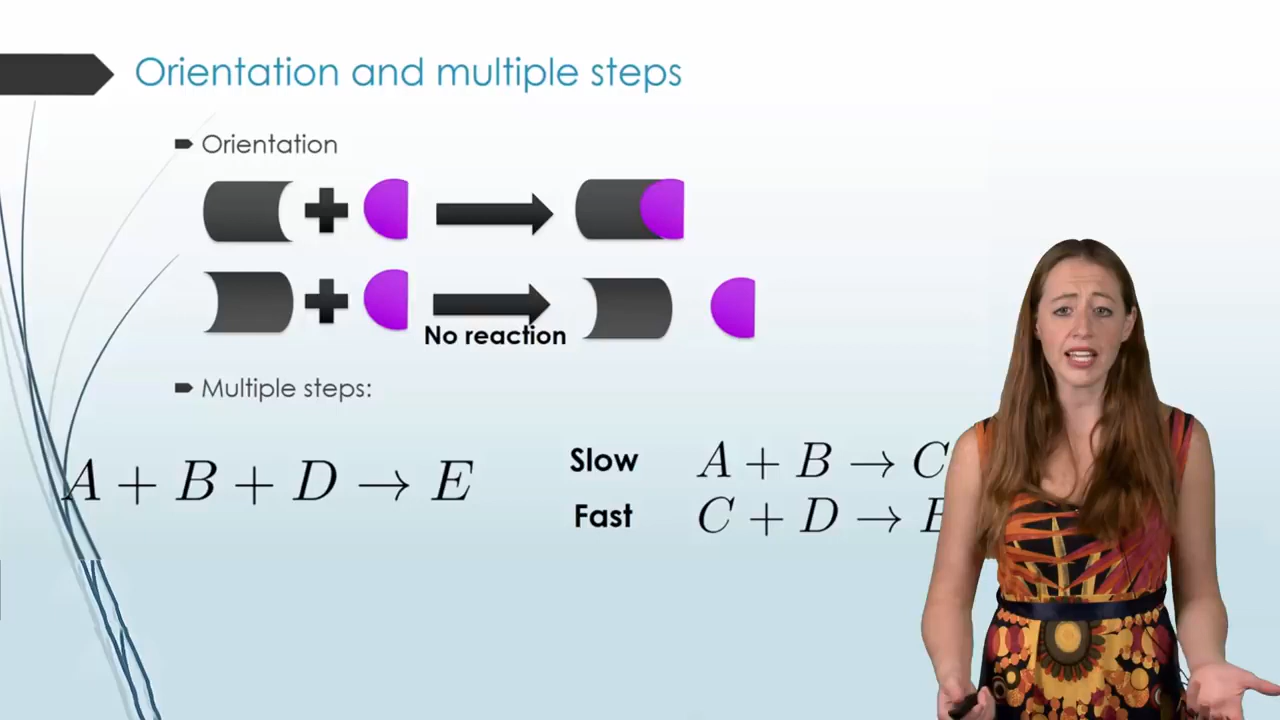 Orientation and multiple steps
Orientation
No reaction
Multiple steps:
A + B + D → E
Slow A + B → C
Fast C + D →